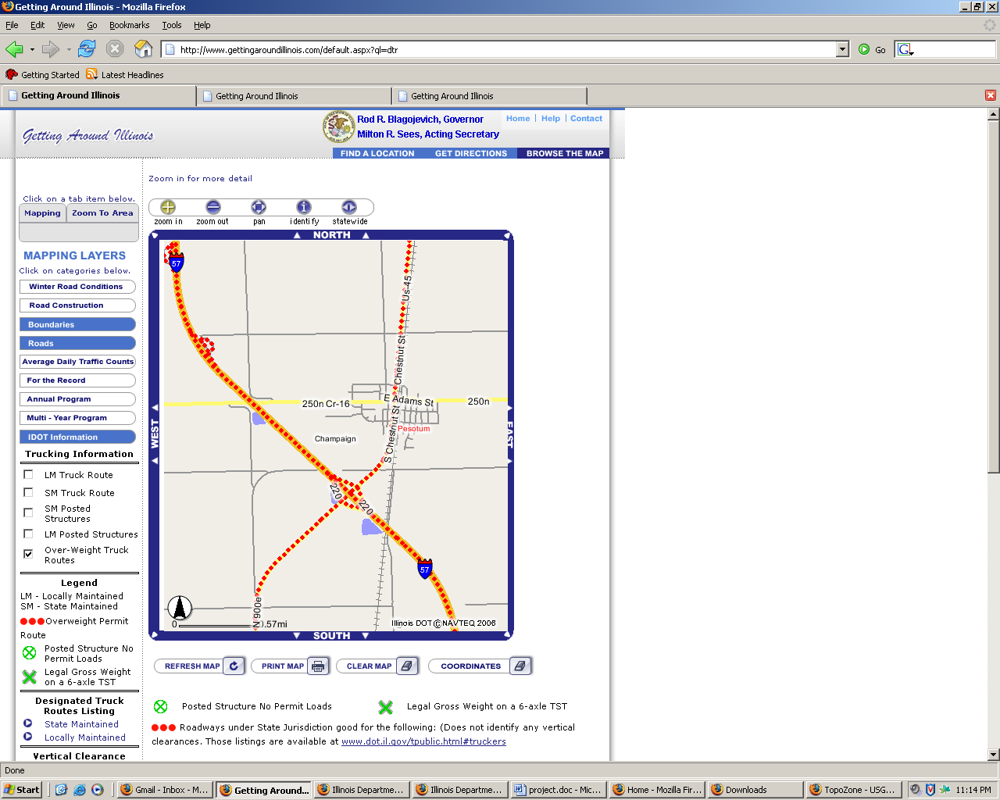 Getting Around Illinois - Mozilla Firefox
File Edit View Go Bookmarks Tools Help
http://www.gettingaroundillinois.com/default.aspx?ql=dtr
Go
G
Getting Started Latest Headlines
Getting Around Illinois
Getting Around Illinois
Getting Around Illinois
Getting Around Illinois
Rod R. Blagojevich, Governor
Milton R. Sees, Acting Secretary
Home | Help | Contact
FIND A LOCATION GET DIRECTIONS BROWSE THE MAP
Zoom in for more detail
Click on a tab item below.
Mapping Zoom To Area
zoom in zoom out pan identify statewide
MAPPING LAYERS
Click on categories below.
Winter Road Conditions
Road Construction
Boundaries
Roads
Average Daily Traffic Counts
For the Record
Annual Program
Multi - Year Program
IDOT Information
Trucking Information
LM Truck Route
SM Truck Route
SM Posted
Structures
LM Posted Structures
Over-Weight Truck
Routes
Legend
LM - Locally Maintained
SM - State Maintained
Overweight Permit
Route
Posted Structure No
Permit Loads
Legal Gross Weight
on a 6-axle TST
Designated Truck
Routes Listing
State Maintained
Locally Maintained
Vertical Clearance
NORTH
WEST
EAST
SOUTH
57
Us-45
Chestnut St
250n Cr-16
E Adams St
250n
S Chestnut St
Pesotum
Champaign
220
220
57
N 900e
0 0.57mi
Illinois DOT ©NAVTEQ 2006
REFRESH MAP PRINT MAP CLEAR MAP COORDINATES
Posted Structure No Permit Loads Legal Gross Weight on a 6-axle TST
Roadways under State Jurisdiction good for the following: (Does not identify any vertical
clearances. Those listings are available at www.dot.il.gov/tpublic.html#truckers
Done
Start Gmail - Inbox - M... Getting Around... Illinois Departme... Illinois Departme... project.doc - Mic... Home - Mozilla Fir... Downloads TopoZone - USG... 11:14 PM